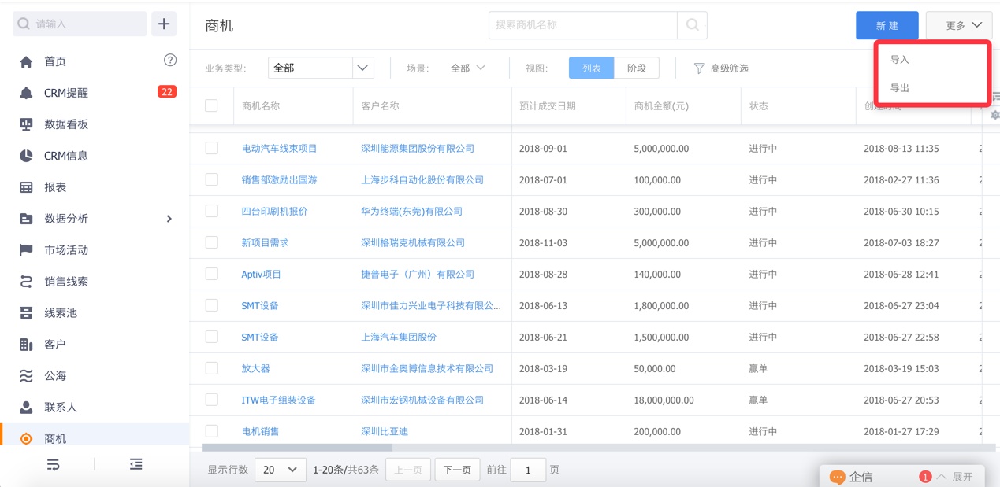 请输入
首页
CRM提醒
22
数据看板
CRM信息
报表
数据分析
市场活动
销售线索
线索池
客户
公海
联系人
商机
商机
搜索商机名称
新 建
更多
导入
导出
业务类型:
全部
场景:
全部
视图:
列表
阶段
高级筛选
商机名称 客户名称 预计成交日期 商机金额(元) 状态 创建时间
电动汽车线束项目 深圳能源集团股份有限公司 2018-09-01 5,000,000.00 进行中 2018-08-13 11:35
销售部激励出国游 上海步科自动化股份有限公司 2018-07-01 100,000.00 进行中 2018-02-27 11:36
四台印刷机报价 华为终端(东莞)有限公司 2018-08-30 300,000.00 进行中 2018-06-30 10:15
新项目需求 深圳格瑞克机械有限公司 2018-11-03 5,000,000.00 进行中 2018-07-03 18:27
Aptiv项目 捷普电子（广州）有限公司 2018-08-28 140,000.00 进行中 2018-06-28 12:41
SMT设备 深圳市佳力兴业电子科技有限公... 2018-06-13 1,800,000.00 进行中 2018-06-27 23:04
SMT设备 上海汽车集团股份 2018-06-21 1,500,000.00 进行中 2018-06-27 22:58
放大器 深圳市金奥博信息技术有限公司 2018-03-19 50,000.00 赢单 2018-03-19 15:03
ITW电子组装设备 深圳市宏钢机械设备有限公司 2018-06-14 18,000,000.00 赢单 2018-06-27 20:53
电机销售 深圳比亚迪 2018-01-31 200,000.00 进行中 2018-01-27 17:29
显示行数 20 1-20条/共63条 上一页 下一页 前往 1 页
企信 1 展开